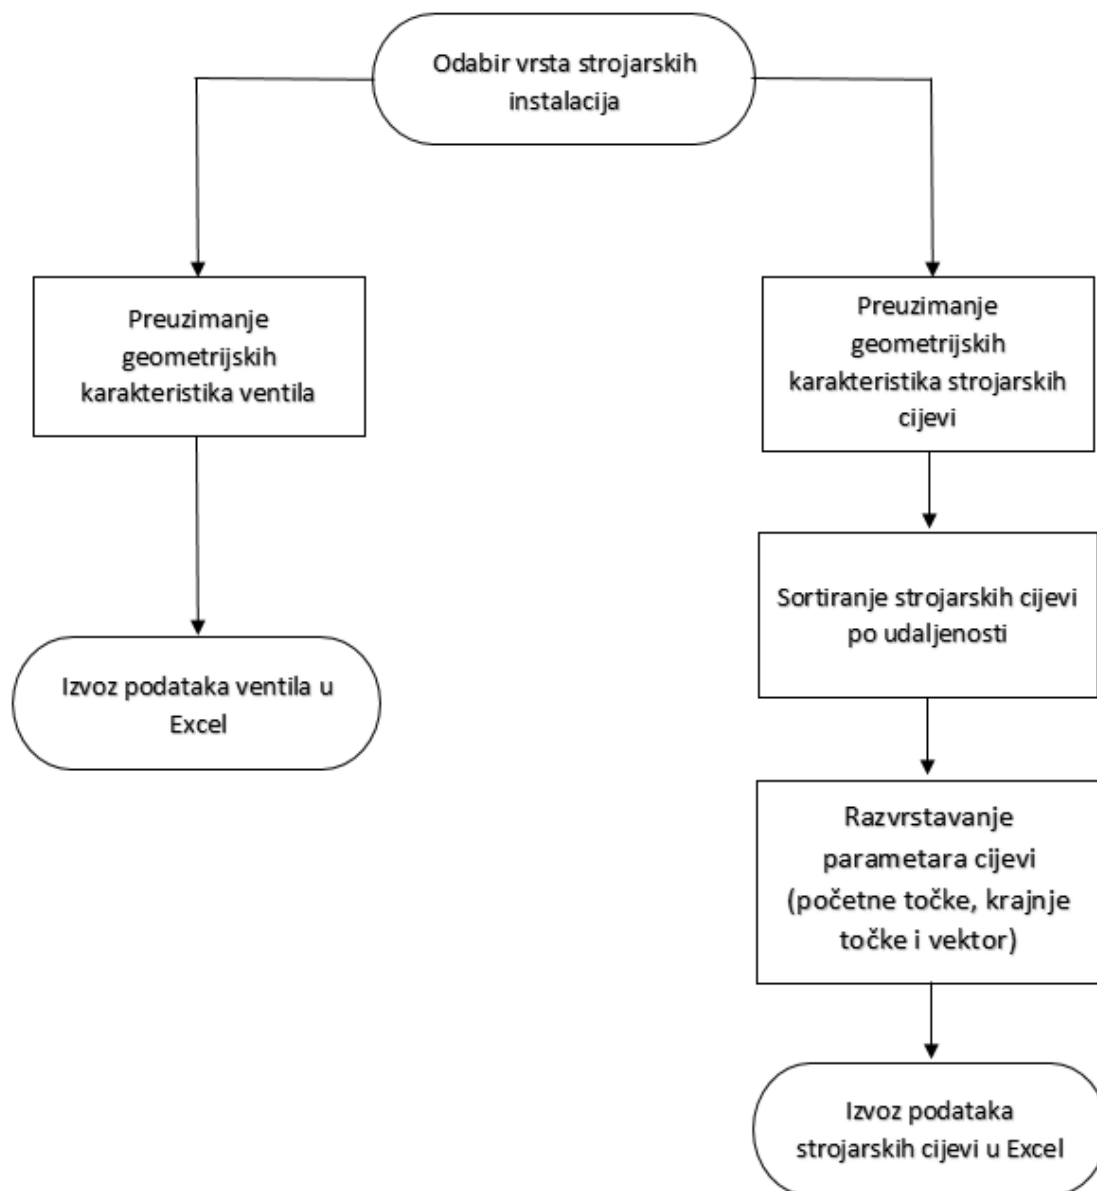 Odabir vrsta strojarskih
instalacija
Preuzimanje
geometrijskih
karakteristika ventila
Izvoz podataka ventila u
Excel
Preuzimanje
geometrijskih
karakteristika strojarskih
cijevi
Sortiranje strojarskih cijevi
po udaljenosti
Razvrstavanje
parametara cijevi
(početne točke, krajnje
točke i vektor)
Izvoz podataka
strojarskih cijevi u Excel